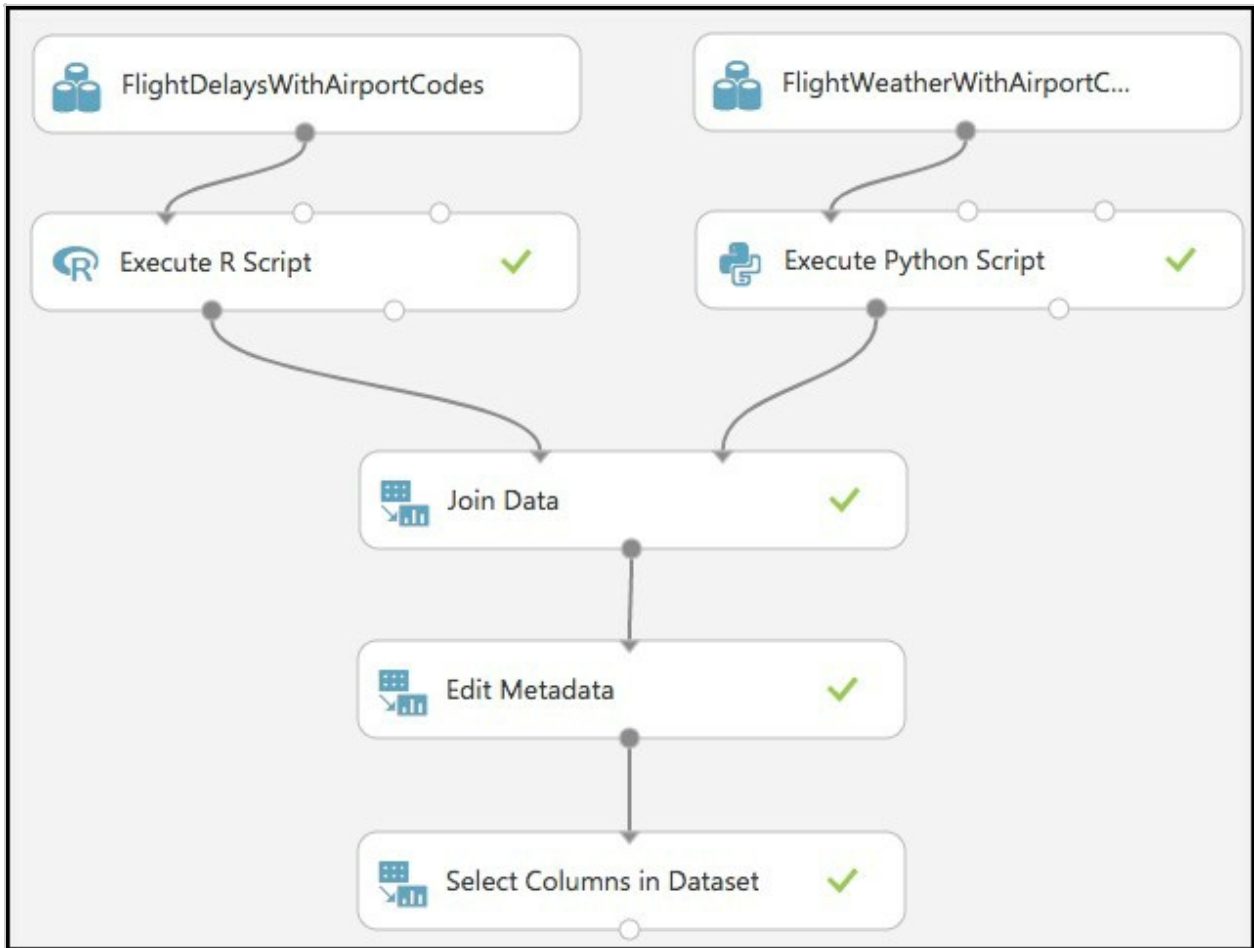 FlightDelaysWithAirportCodes
FlightWeatherWithAirportC...
R
Execute R Script
Execute Python Script
Join Data
Edit Metadata
Select Columns in Dataset